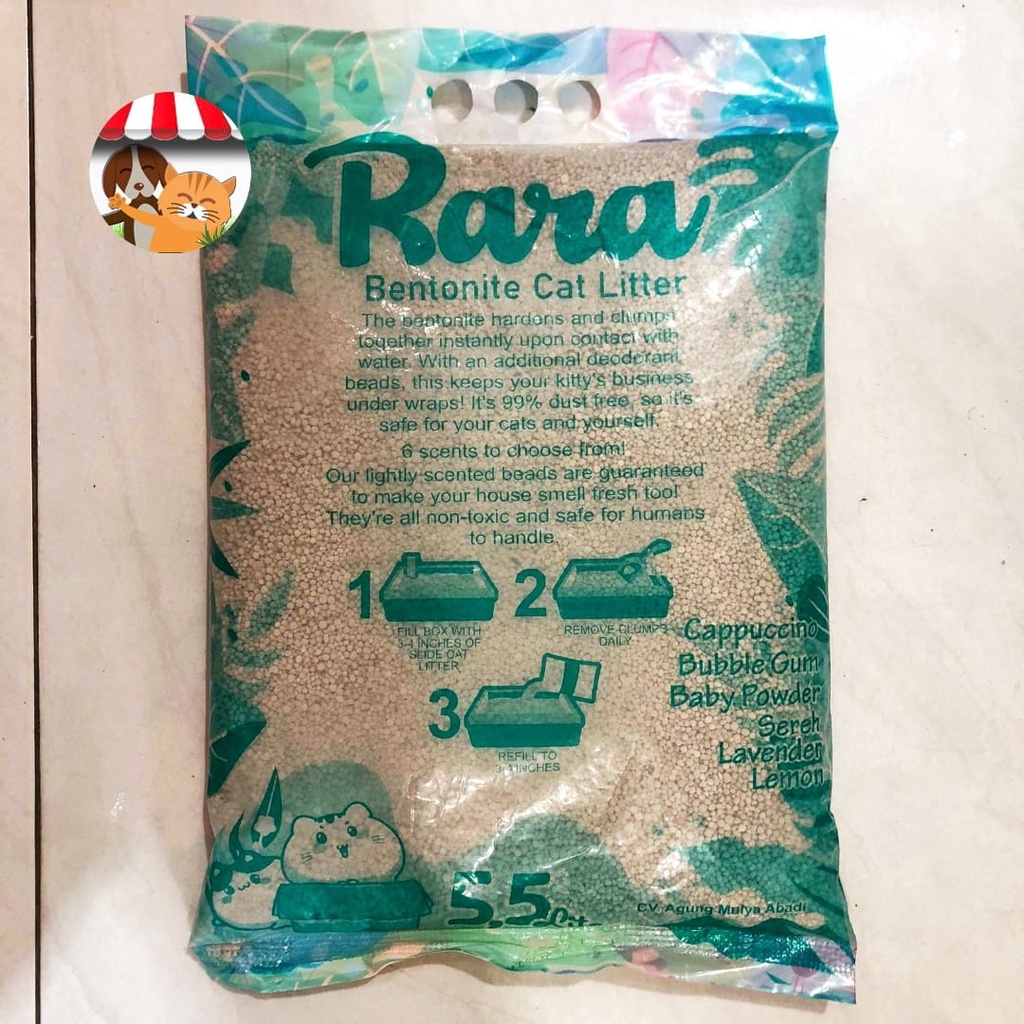 Rara
Bentonite Cat Litter
The bentonite hardens and clumps
together instantly upon contact with
water. With an additional deoderant
beads, this keeps your kitty's business
under wraps! It's 99% dust free, so it's
safe for your cats and yourself.
6 scents to choose from!
Our lightly scented beads are guaranteed
to make your house smell fresh too!
They're all non-toxic and safe for humans
to handle.
1
FILL BOX WITH
3-4 INCHES OF
SLIDE CAT
LITTER
2
REMOVE CLUMPS
DAILY
3
REFILL TO
3-4 INCHES
Cappuccino
Bubble Gum
Baby Powder
Sereh
Lavender
Lemon
5.5 Ltr
CV. Agung Mulya Abadi